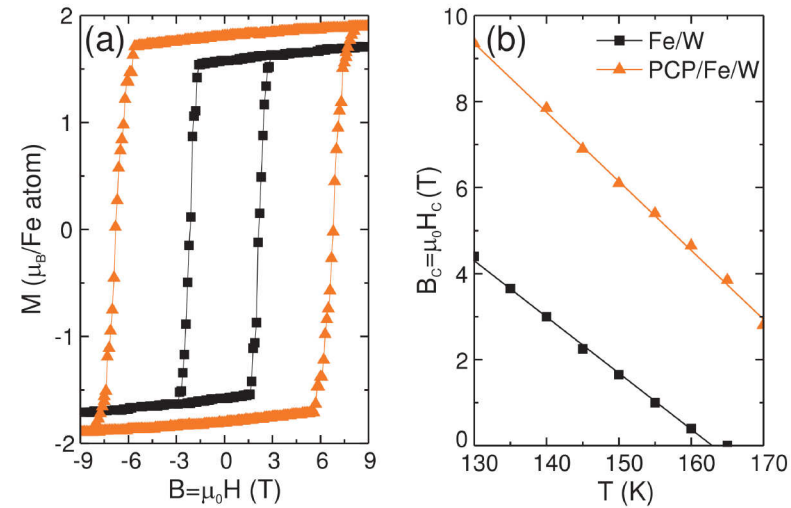 (a)
2
1
0
-1
-2
M (μB/Fe atom)
-9 -6 -3 0 3 6 9
B=μ0H (T)
(b)
Fe/W
PCP/Fe/W
10
8
6
4
2
0
BC=μ0HC (T)
130 140 150 160 170
T (K)